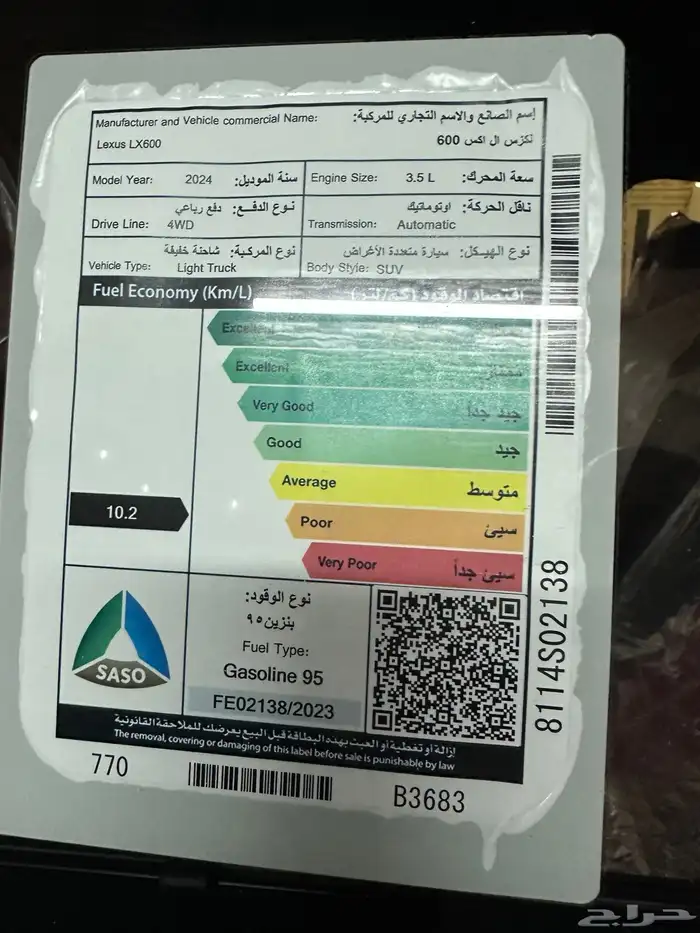 Manufacturer and Vehicle commercial Name: إسم الصانع والاسم التجاري للمركبة:
Lexus LX600 لكزس ال اكس 600
Model Year: 2024 سنة الموديل: Engine Size: 3.5 L سعة المحرك:
نوع الدفع: دفع رباعي
Drive Line: 4WD
ناقل الحركة: اوتوماتيك
Transmission: Automatic
نوع المركبة: شاحنة خفيفة
Vehicle Type: Light Truck
نوع الهيكل: سيارة متعددة الأغراض
Body Style: SUV
Fuel Economy (Km/L) اقتصاد الوقود (كم/لتر)
Excellent
Excellent ممتاز
Very Good جيد جداً
Good جيد
Average متوسط
10.2
Poor سيئ
Very Poor سيئ جداً
SASO
نوع الوقود:
بنزين ٩٥
Fuel Type:
Gasoline 95
FE02138/2023
إزالة أو تغطية أو العبث بهذه البطاقة قبل البيع يعرضك للملاحقة القانونية
The removal, covering or damaging of this label before sale is punishable by law
770
B3683
8114S02138
حراج